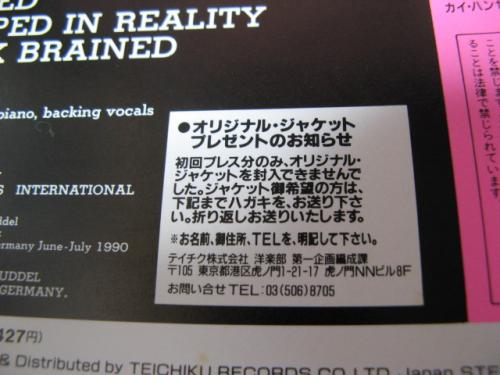 PED IN REALITY
BRAINED
piano, backing vocals
INTERNATIONAL
Germany June-July 1990
GERMANY.
●オリジナル・ジャケット
プレゼントのお知らせ
初回プレス分のみ、オリジナル・
ジャケットを封入できませんで
した。ジャケット御希望の方は、
下記までハガキを、お送り下さ
い。折り返しお送りいたします。
※お名前、御住所、TELを、明記して下さい。
テイチク株式会社 洋楽部 第一企画編成課
〒105 東京都港区虎ノ門1-21-17 虎ノ門NNビル8F
お問い合せTEL:03(506)8705
427円)
& Distributed by TEICHIKU RECORDS CO.,LTD., Japan STE
カイ・ハン
ことを禁じ
ることは法律で禁じられています